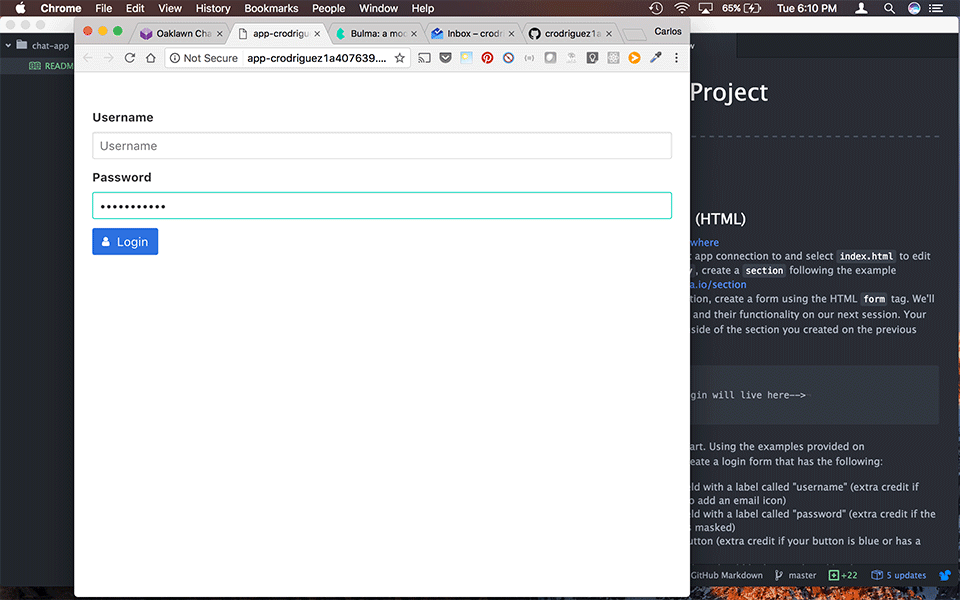 Chrome File Edit View History Bookmarks People Window Help 65% Tue 6:10 PM
Oaklawn Cha × app-crodrigu × Bulma: a mod × Inbox – crodr × crodriguez1a × Carlos
Not Secure app-crodriguez1a407639....
chat-app
README
Project
Username
Username
Password
•••••••••••
Login
(HTML)
where
app connection to and select index.html to edit
, create a section following the example
a.io/section
tion, create a form using the HTML form tag. We'll
and their functionality on our next session. Your
side of the section you created on the previous
gin will live here-->
art. Using the examples provided on
eate a login form that has the following:
ld with a label called "username" (extra credit if
o add an email icon)
ld with a label called "password" (extra credit if the
s masked)
utton (extra credit if your button is blue or has a
GitHub Markdown master +22 5 updates